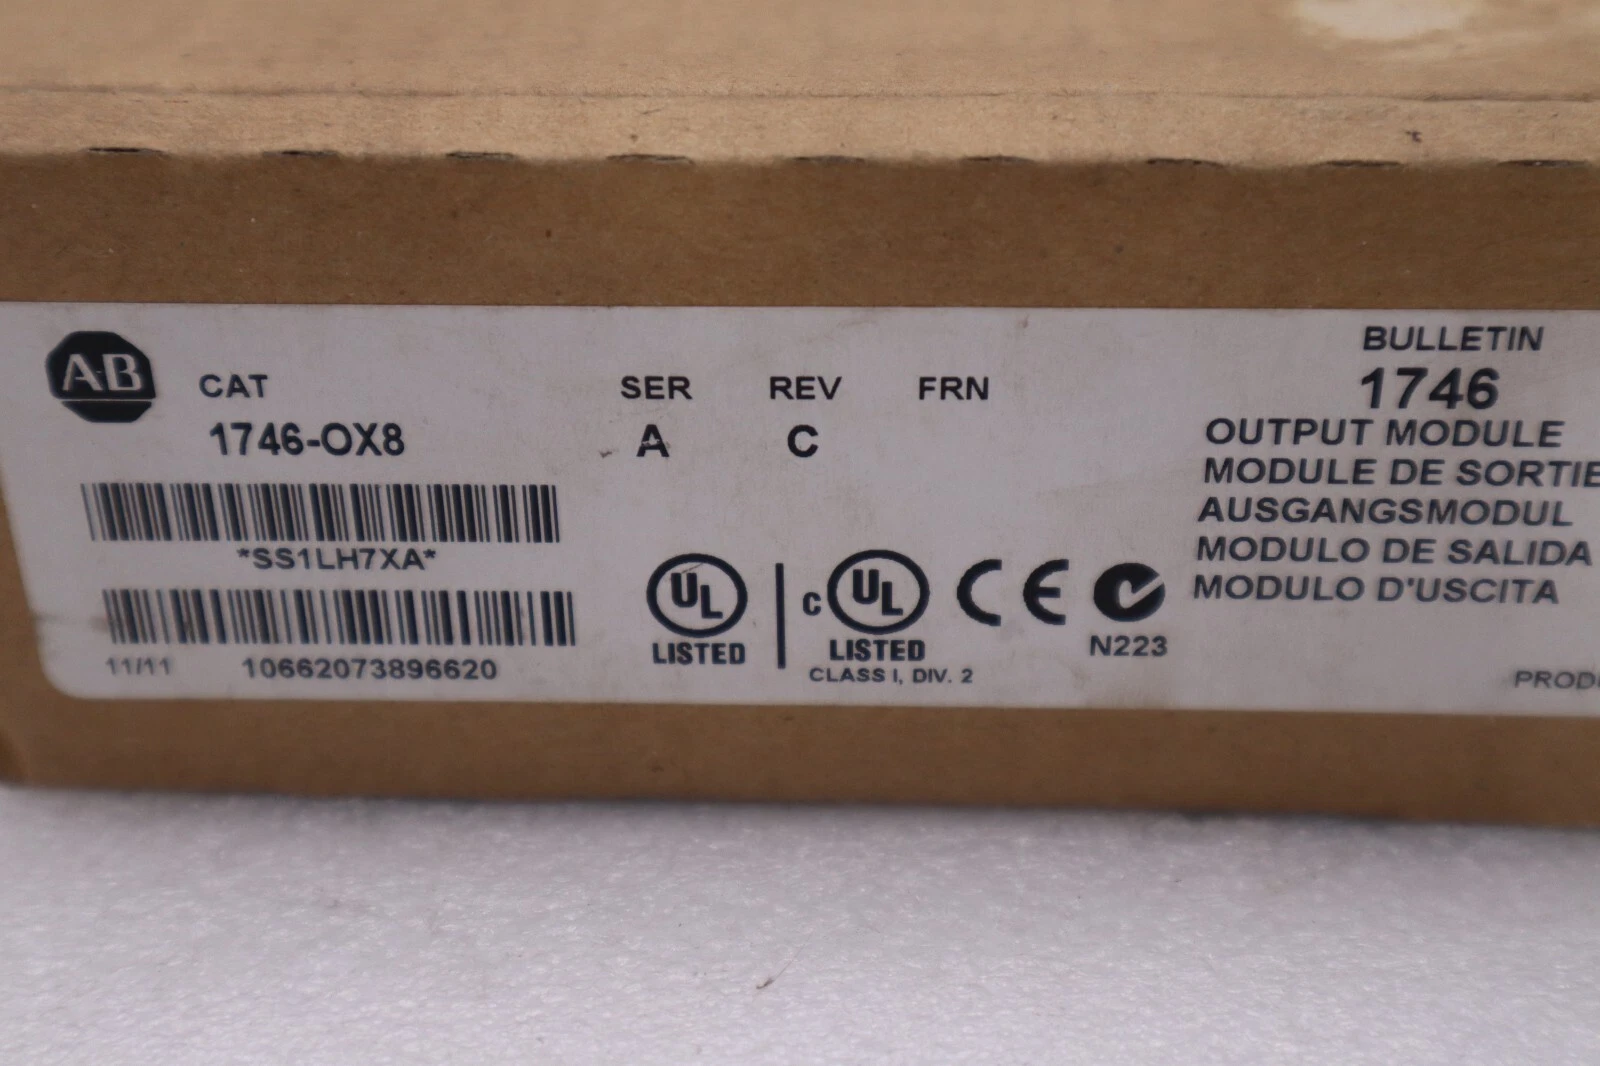 A-B
CAT SER REV FRN
1746-OX8 A C
*SS1LH7XA*
11/11 10662073896620
UL
LISTED
C UL
LISTED
CLASS I, DIV. 2
CE
N223
BULLETIN
1746
OUTPUT MODULE
MODULE DE SORTIE
AUSGANGSMODUL
MODULO DE SALIDA
MODULO D'USCITA